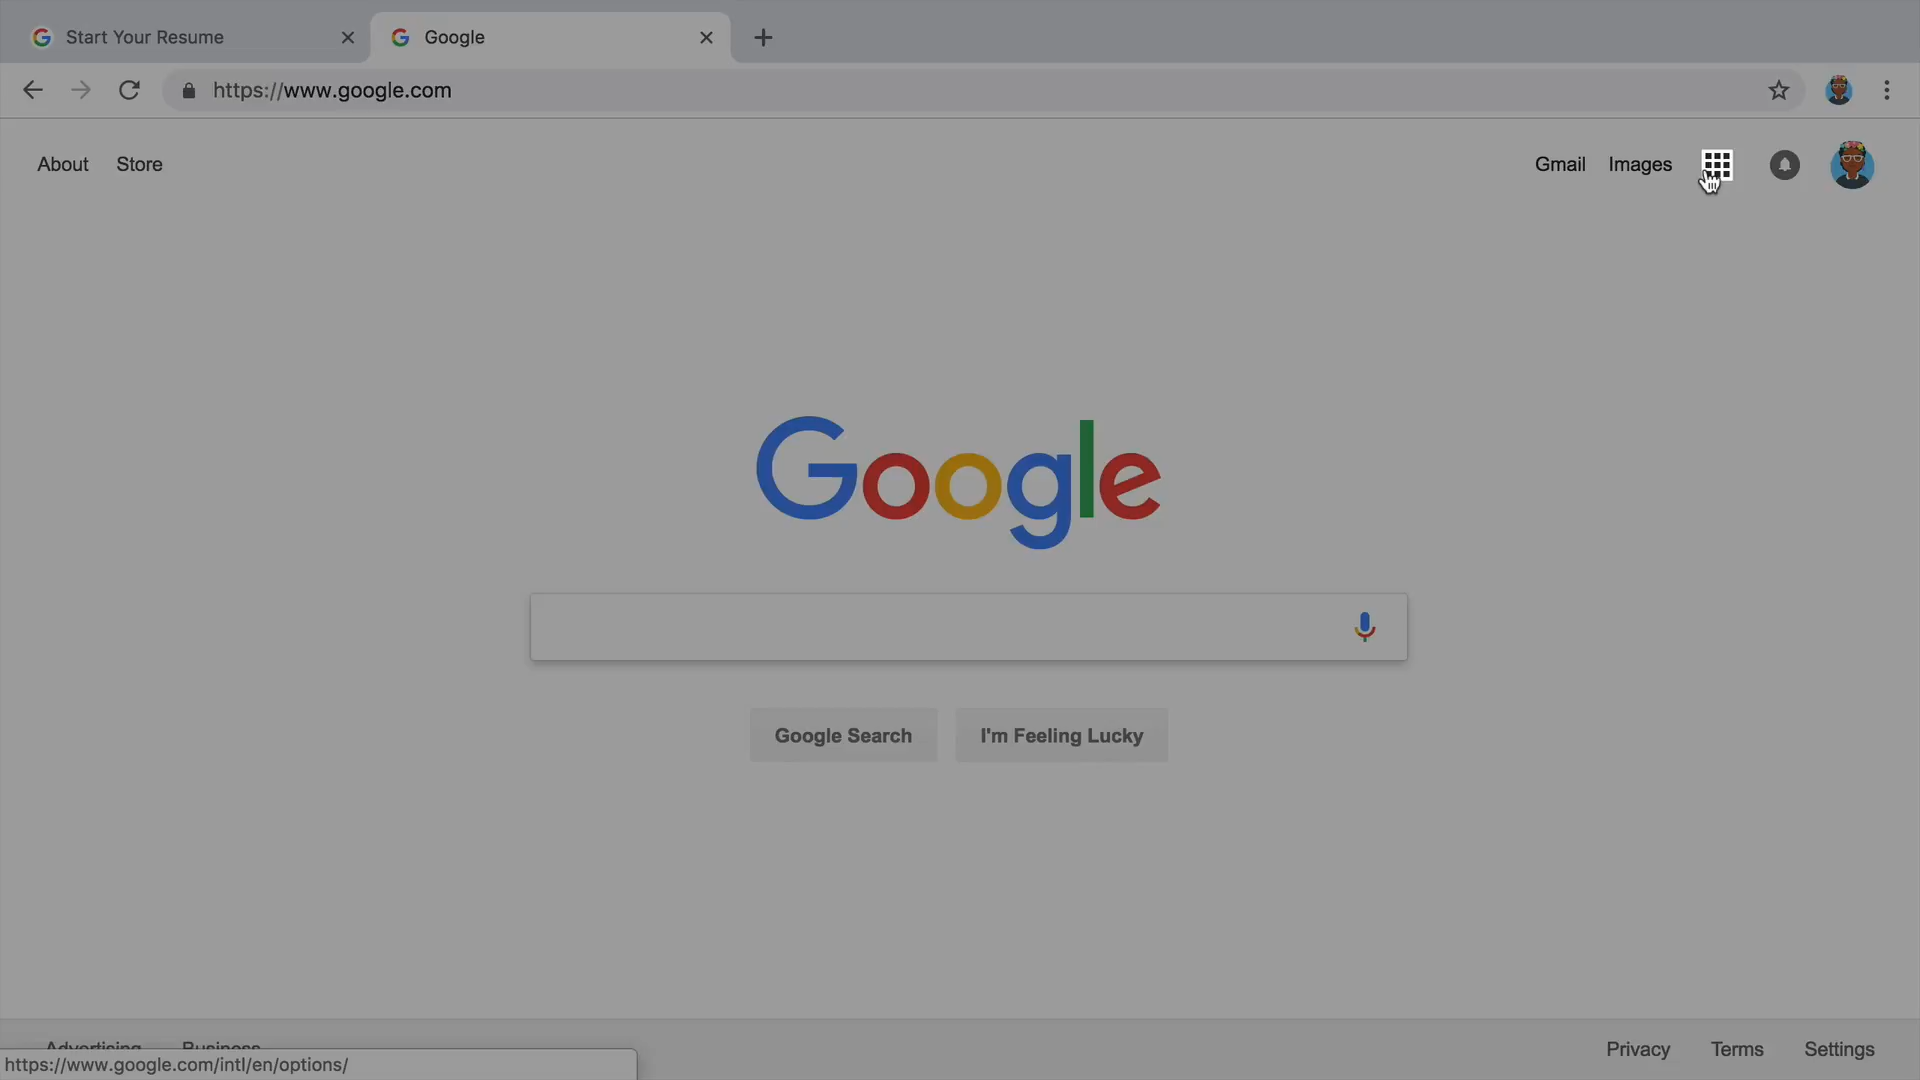 Start Your Resume
Google
https://www.google.com
About Store
Gmail Images
Google
Google Search I'm Feeling Lucky
Advertising Business
Privacy Terms Settings
https://www.google.com/intl/en/options/